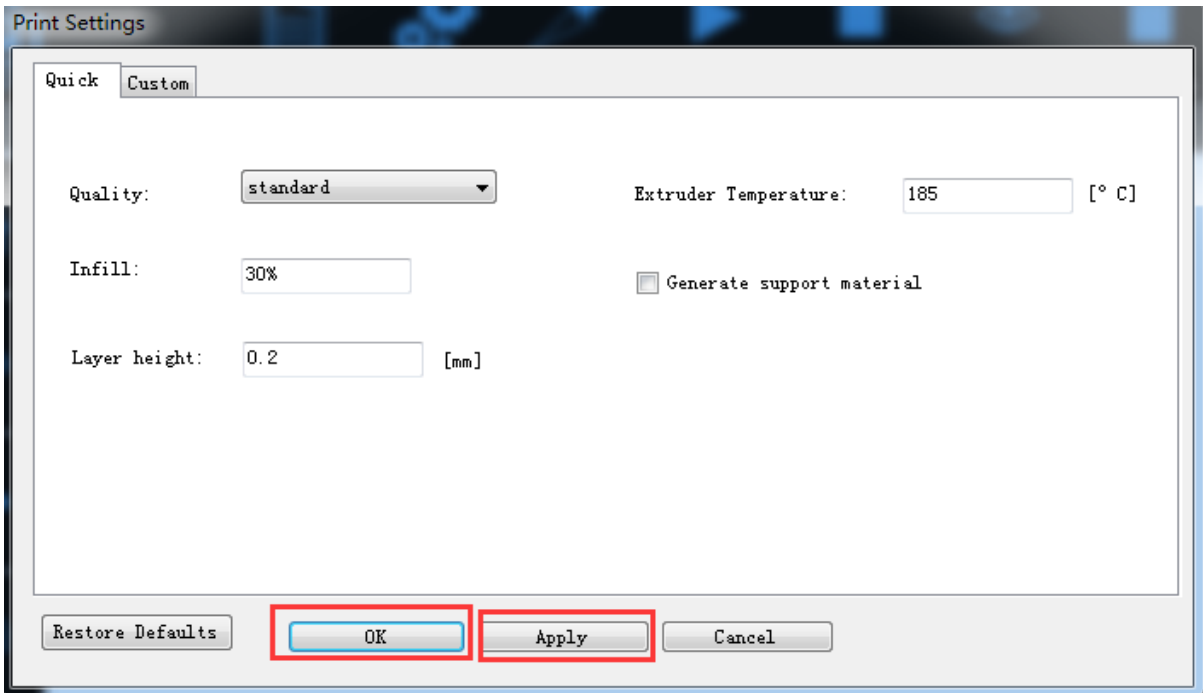 Print Settings
Quick Custom
Quality: standard Extruder Temperature: 185 [° C]
Infill: 30% Generate support material
Layer height: 0.2 [mm]
Restore Defaults OK Apply Cancel